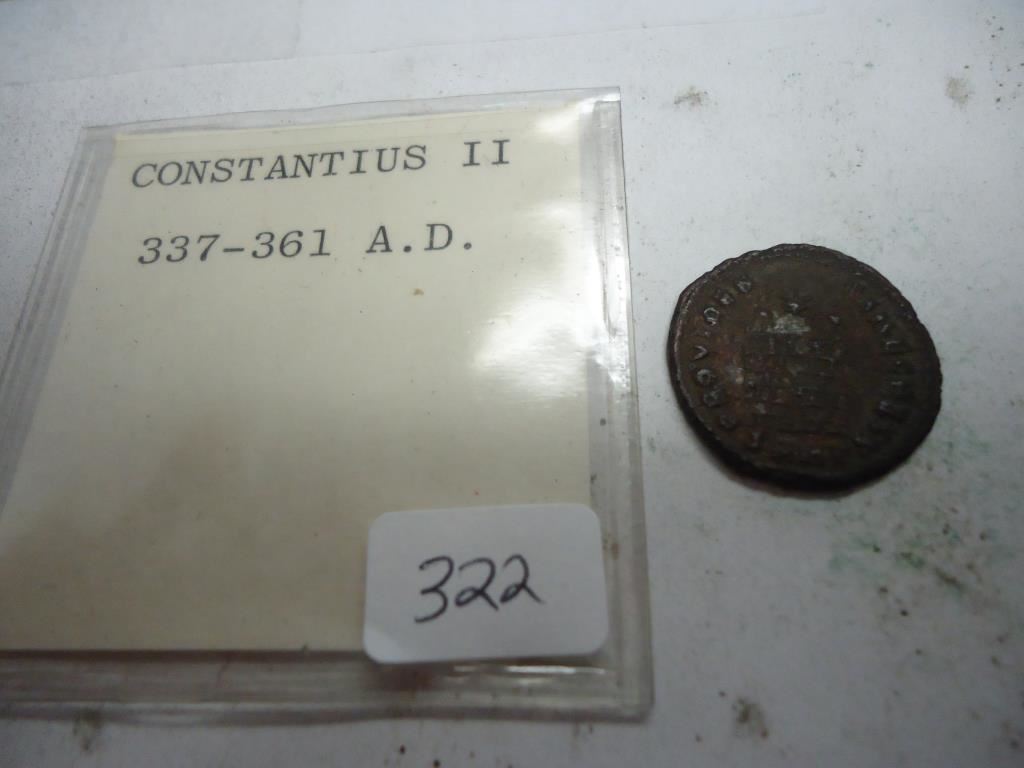 CONSTANTIUS II
337-361 A.D.
322